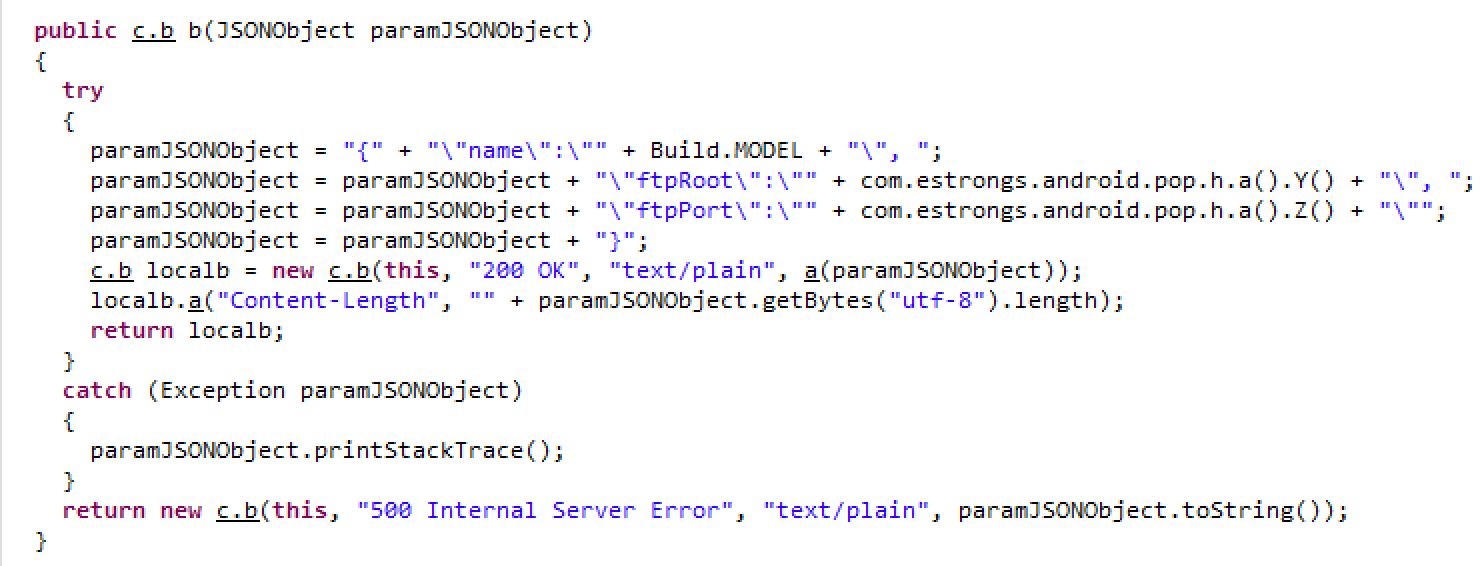 public c.b b(JSONObject paramJSONObject)
{
try
{
paramJSONObject = "{" + "\"name\":\"" + Build.MODEL + "\", ";
paramJSONObject = paramJSONObject + "\"ftpRoot\":\"" + com.estrongs.android.pop.h.a().Y() + "\", ";
paramJSONObject = paramJSONObject + "\"ftpPort\":\"" + com.estrongs.android.pop.h.a().Z() + "\"";
paramJSONObject = paramJSONObject + "}";
c.b localb = new c.b(this, "200 OK", "text/plain", a(paramJSONObject));
localb.a("Content-Length", "" + paramJSONObject.getBytes("utf-8").length);
return localb;
}
catch (Exception paramJSONObject)
{
paramJSONObject.printStackTrace();
}
return new c.b(this, "500 Internal Server Error", "text/plain", paramJSONObject.toString());
}